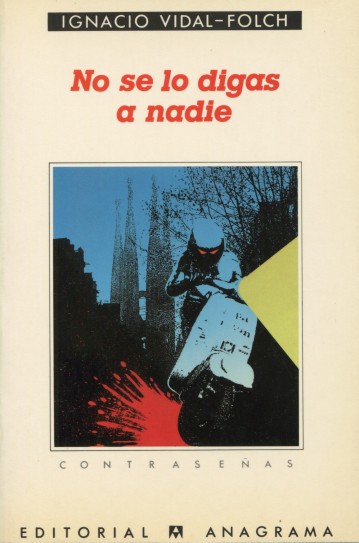 IGNACIO VIDAL-FOLCH
No se lo digas
a nadie
CONTRASEÑAS
EDITORIAL ANAGRAMA